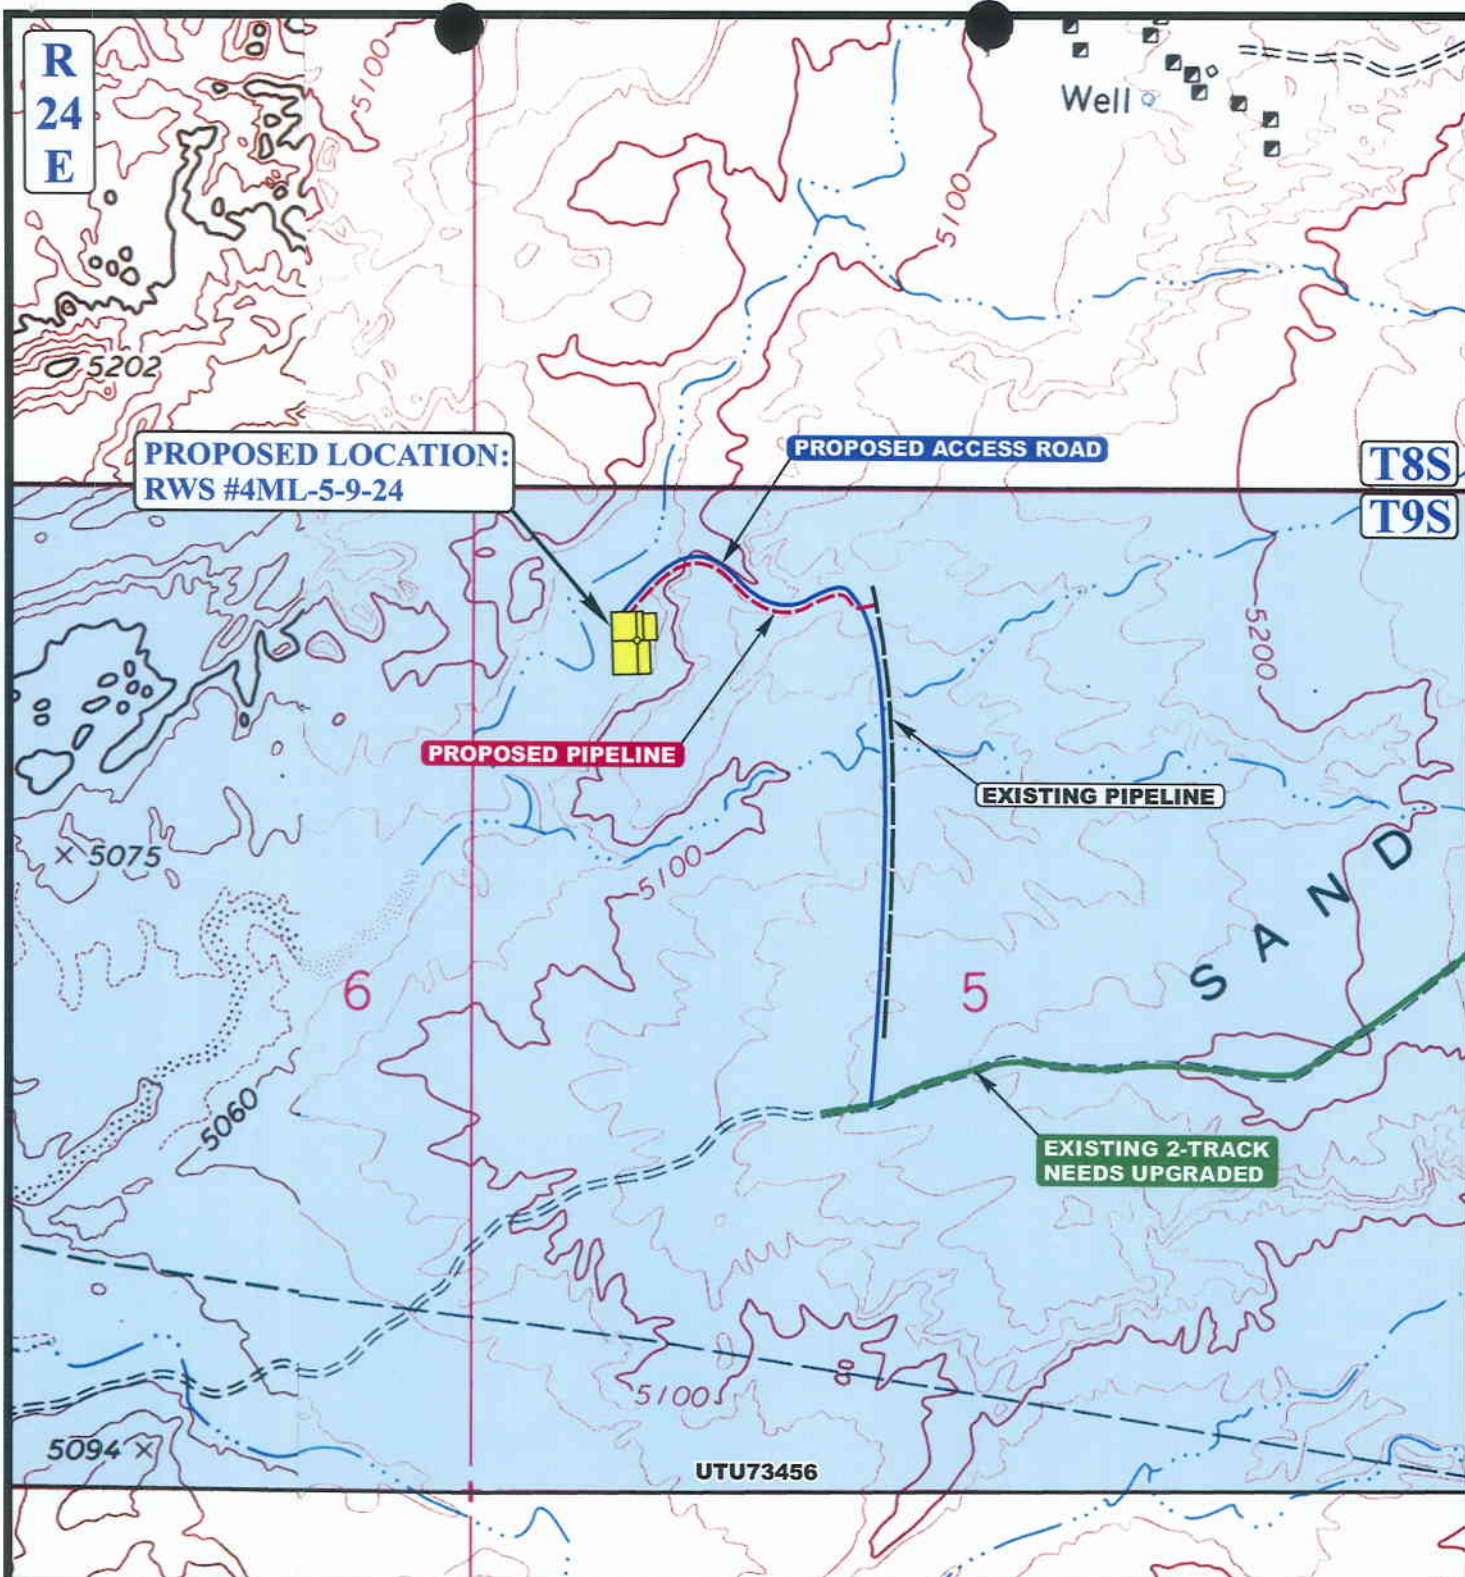 R
24
E
5100
Well
5100
5202
PROPOSED LOCATION:
RWS #4ML-5-9-24
PROPOSED ACCESS ROAD
T8S
T9S
5200
PROPOSED PIPELINE
EXISTING PIPELINE
5075
5100
SAND
6
5
5060
EXISTING 2-TRACK
NEEDS UPGRADED
5100
5094
UTU73456